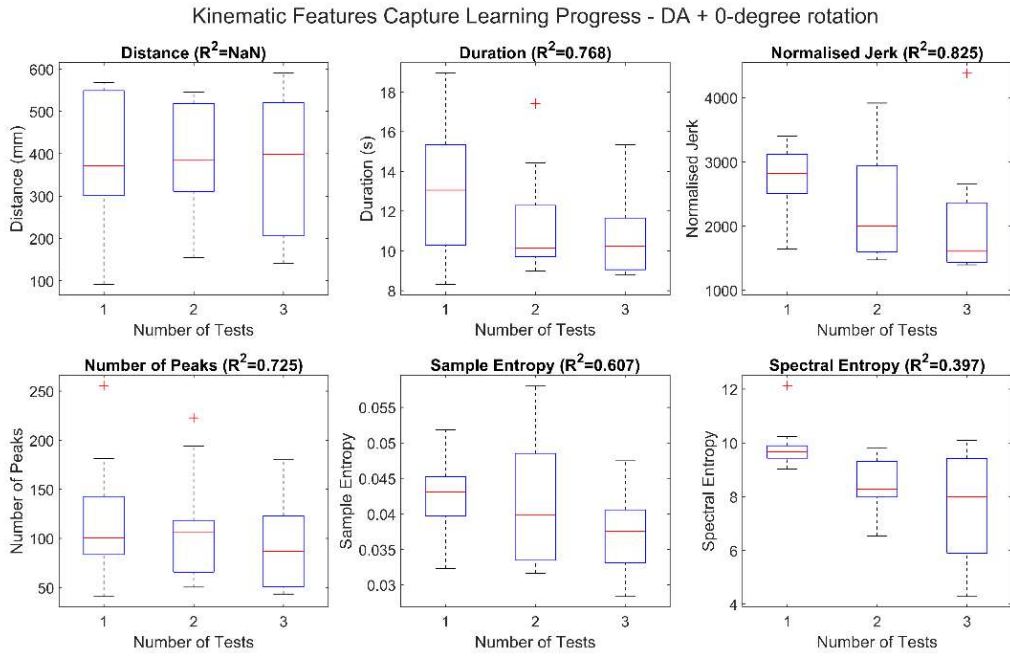 Kinematic Features Capture Learning Progress - DA + 0-degree rotation
Distance (R²=NaN)
600
500
400
300
200
100
Distance (mm)
1 2 3
Number of Tests
Duration (R²=0.768)
18
16
14
12
10
8
Duration (s)
1 2 3
Number of Tests
Normalised Jerk (R²=0.825)
4000
3000
2000
1000
Normalised Jerk
1 2 3
Number of Tests
Number of Peaks (R²=0.725)
250
200
150
100
50
Number of Peaks
1 2 3
Number of Tests
Sample Entropy (R²=0.607)
0.055
0.05
0.045
0.04
0.035
0.03
Sample Entropy
1 2 3
Number of Tests
Spectral Entropy (R²=0.397)
12
10
8
6
4
Spectral Entropy
1 2 3
Number of Tests